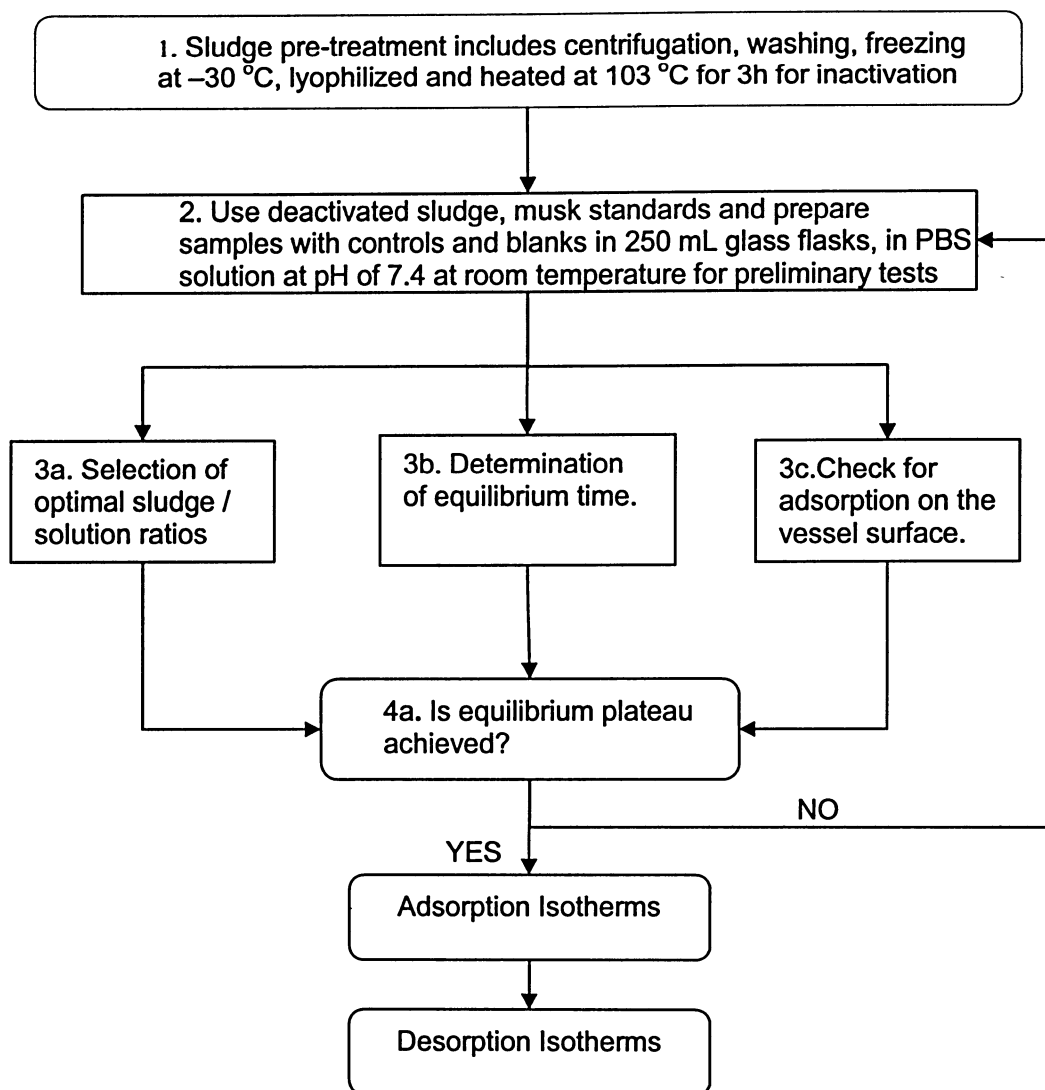 1. Sludge pre-treatment includes centrifugation, washing, freezing
at –30 °C, lyophilized and heated at 103 °C for 3h for inactivation
2. Use deactivated sludge, musk standards and prepare
samples with controls and blanks in 250 mL glass flasks, in PBS
solution at pH of 7.4 at room temperature for preliminary tests
3a. Selection of
optimal sludge /
solution ratios
3b. Determination
of equilibrium time.
3c.Check for
adsorption on the
vessel surface.
4a. Is equilibrium plateau
achieved?
NO
YES
Adsorption Isotherms
Desorption Isotherms